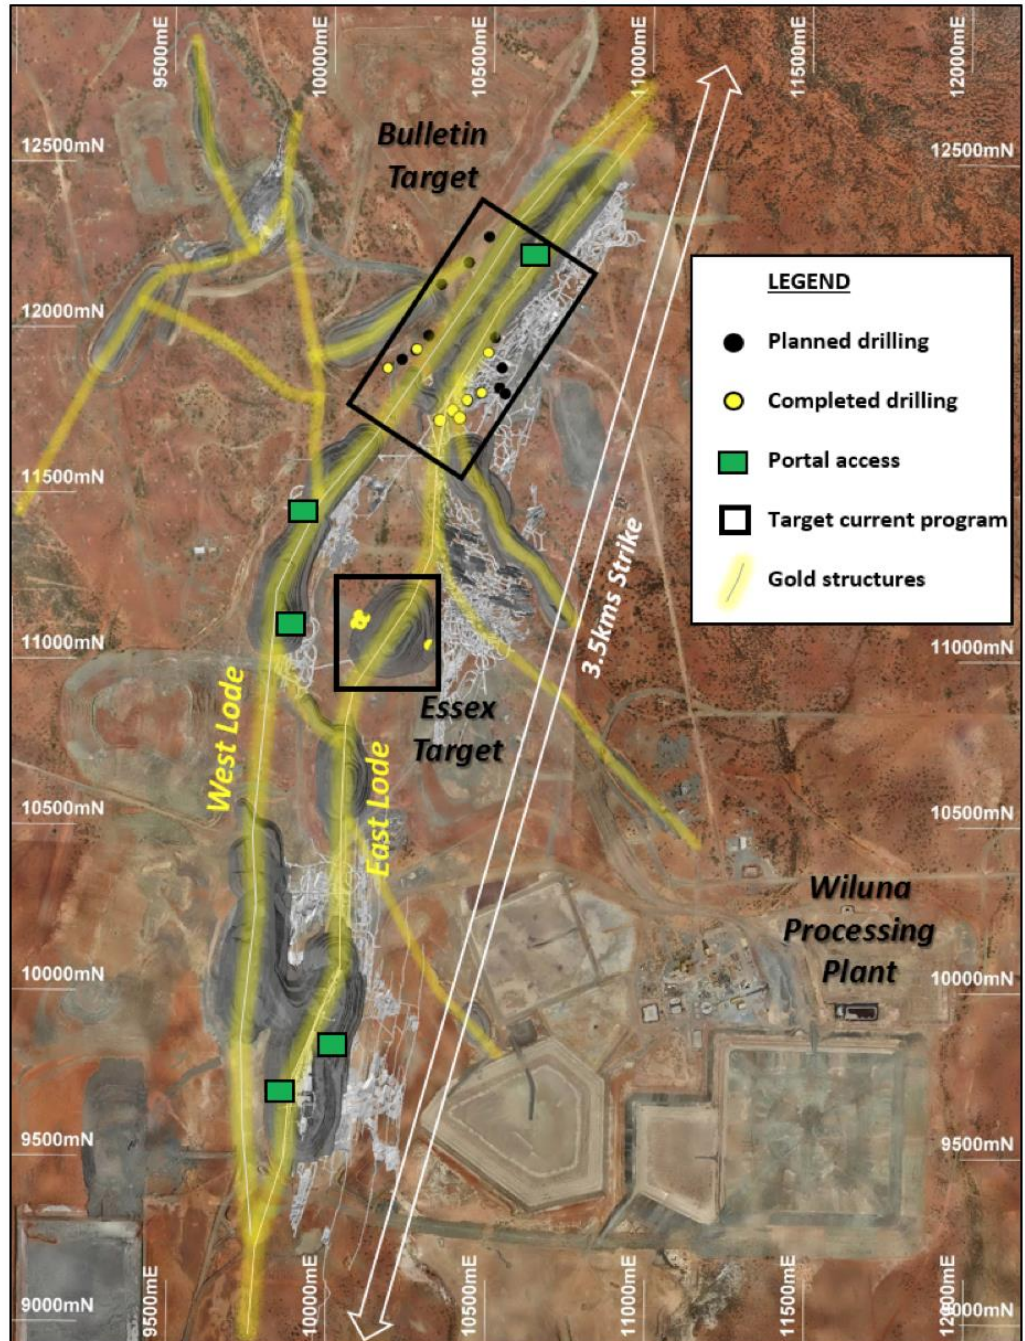 9500mE
10000mE
10500mE
11000mE
11500mE
12000mE
12500mN
12500mN
Bulletin
Target
LEGEND
Planned drilling
Completed drilling
Portal access
Target current program
Gold structures
12000mN
11500mN
11000mN
11000mN
3.5kms Strike
Essex
Target
West Lode
East Lode
10500mN
10500mN
Wiluna
Processing
Plant
10000mN
10000mN
9500mN
9500mN
9000mN
9500mE
10000mE
10500mE
11000mE
11500mE